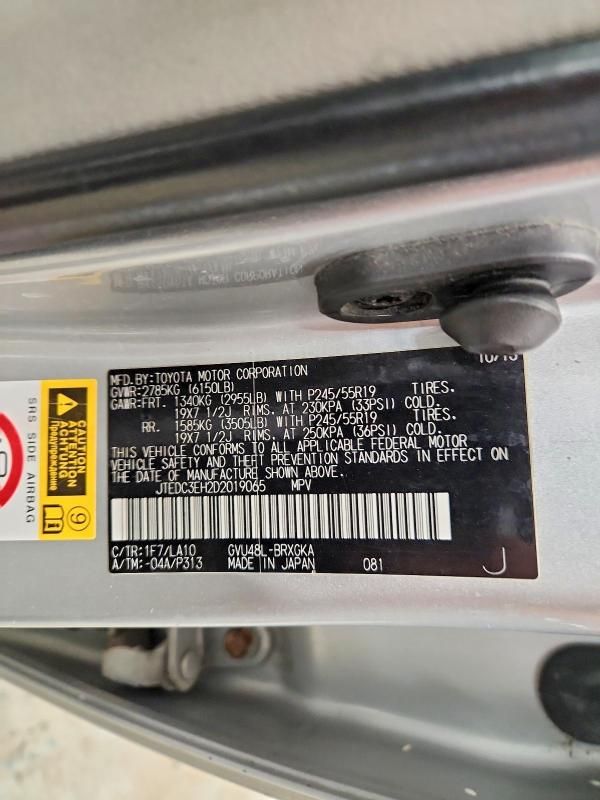 10/13
MFD.BY:TOYOTA MOTOR CORPORATION
GVWR:2785KG (6150LB)
GAWR:FRT. 1340KG (2955LB) WITH P245/55R19 TIRES.
19X7 1/2J RIMS. AT 230KPA (33PSI) COLD.
RR. 1585KG (3505LB) WITH P245/55R19 TIRES.
19X7 1/2J RIMS. AT 250KPA (36PSI) COLD.
THIS VEHICLE CONFORMS TO ALL APPLICABLE FEDERAL MOTOR
VEHICLE SAFETY AND THEFT PREVENTION STANDARDS IN EFFECT ON
THE DATE OF MANUFACTURE SHOWN ABOVE.
JTEDC3EH2D2019065 MPV
C/TR:1F7/LA10 GVU48L-BRXGKA
A/TM:-04A/P313 MADE IN JAPAN 081 J
CAUTION
ATTENTION
ACHTUNG
Предупреждение
9
SRS SIDE AIRBAG